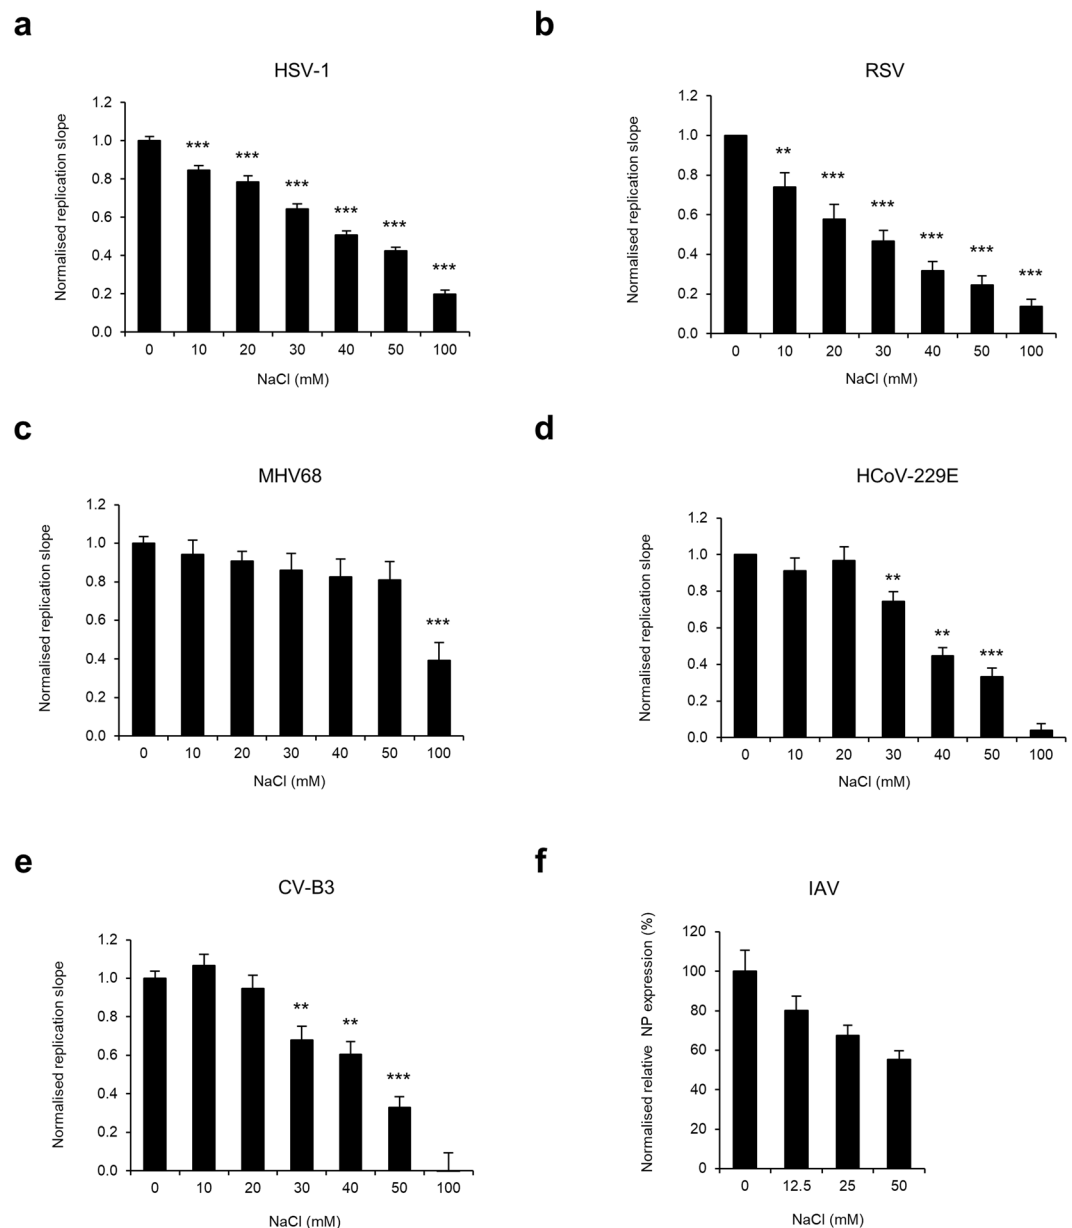 a
HSV-1
Normalised replication slope
1.2
1.0
0.8
0.6
0.4
0.2
0.0
***
***
***
***
***
***
0 10 20 30 40 50 100
NaCl (mM)
b
RSV
Normalised replication slope
1.2
1.0
0.8
0.6
0.4
0.2
0.0
**
***
***
***
***
***
0 10 20 30 40 50 100
NaCl (mM)
c
MHV68
Normalised replication slope
1.2
1.0
0.8
0.6
0.4
0.2
0.0
***
0 10 20 30 40 50 100
NaCl (mM)
d
HCoV-229E
Normalised replication slope
1.2
1.0
0.8
0.6
0.4
0.2
0.0
**
**
***
0 10 20 30 40 50 100
NaCl (mM)
e
CV-B3
Normalised replication slope
1.2
1.0
0.8
0.6
0.4
0.2
0.0
**
**
***
0 10 20 30 40 50 100
NaCl (mM)
f
IAV
Normalised relative NP expression (%)
120
100
80
60
40
20
0
0 12.5 25 50
NaCl (mM)